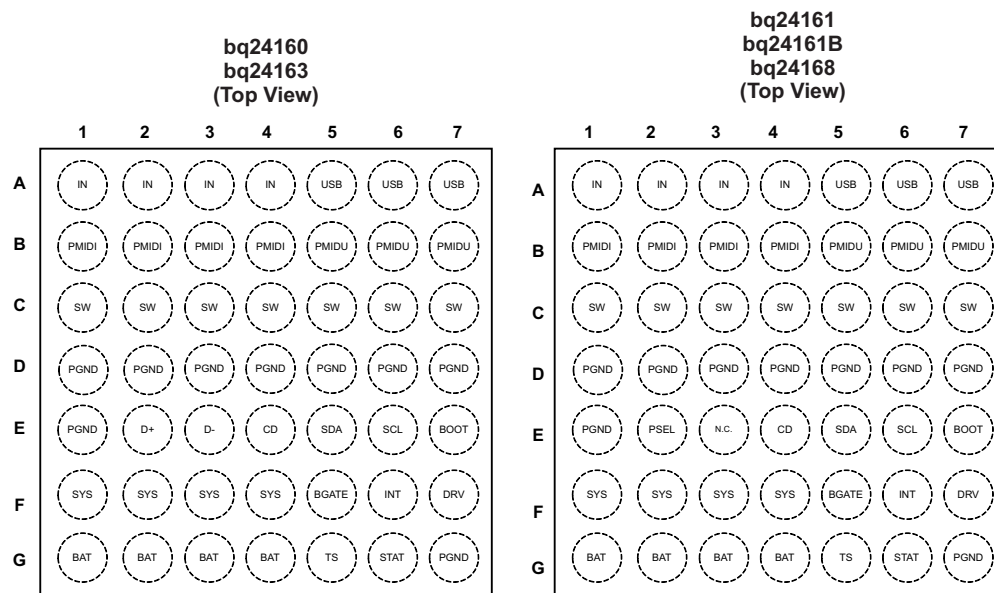 bq24160
bq24163
(Top View)
1 2 3 4 5 6 7
A IN IN IN IN USB USB USB
B PMIDI PMIDI PMIDI PMIDI PMIDU PMIDU PMIDU
C SW SW SW SW SW SW SW
D PGND PGND PGND PGND PGND PGND PGND
E PGND D+ D- CD SDA SCL BOOT
F SYS SYS SYS SYS BGATE INT DRV
G BAT BAT BAT BAT TS STAT PGND
bq24161
bq24161B
bq24168
(Top View)
1 2 3 4 5 6 7
A IN IN IN IN USB USB USB
B PMIDI PMIDI PMIDI PMIDI PMIDU PMIDU PMIDU
C SW SW SW SW SW SW SW
D PGND PGND PGND PGND PGND PGND PGND
E PGND PSEL N.C. CD SDA SCL BOOT
F SYS SYS SYS SYS BGATE INT DRV
G BAT BAT BAT BAT TS STAT PGND